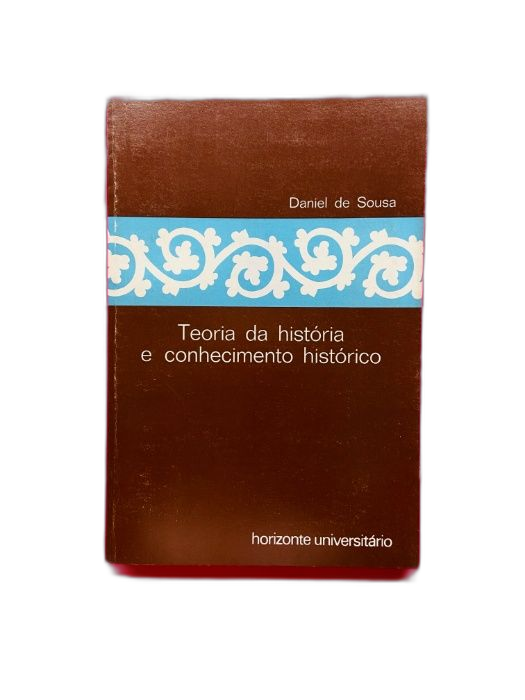 Daniel de Sousa
Teoria da história
e conhecimento histórico
horizonte universitário